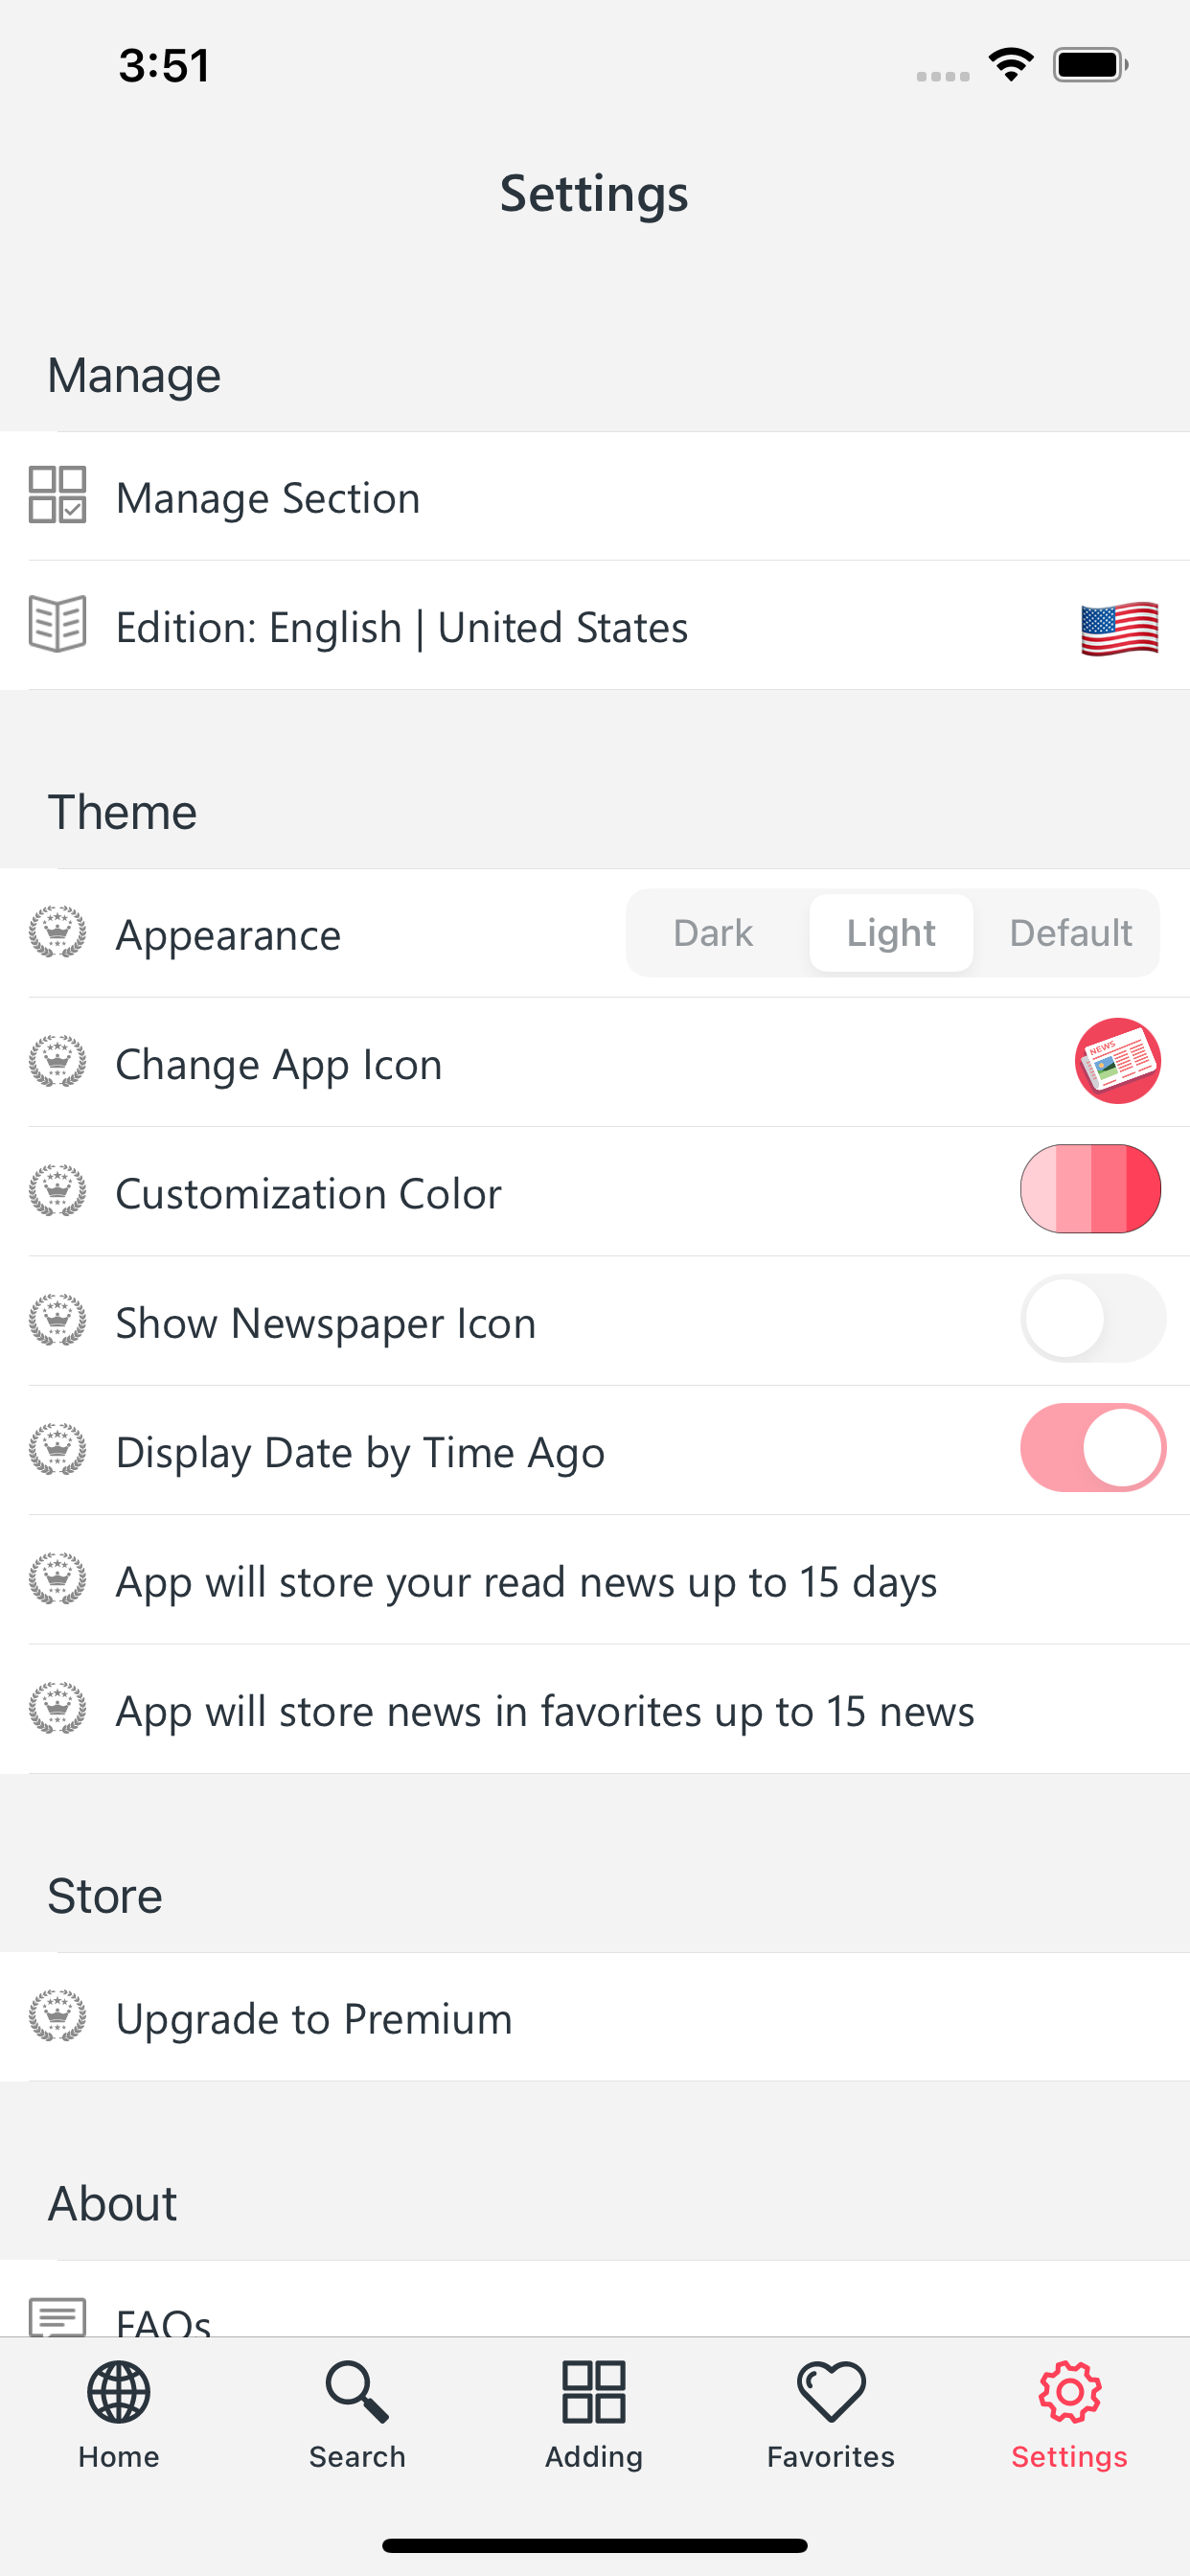 3:51
Settings
Manage
Manage Section
Edition: English | United States
Theme
Appearance
Dark
Light
Default
Change App Icon
NEWS
Customization Color
Show Newspaper Icon
Display Date by Time Ago
App will store your read news up to 15 days
App will store news in favorites up to 15 news
Store
Upgrade to Premium
About
FAQs
Home
Search
Adding
Favorites
Settings